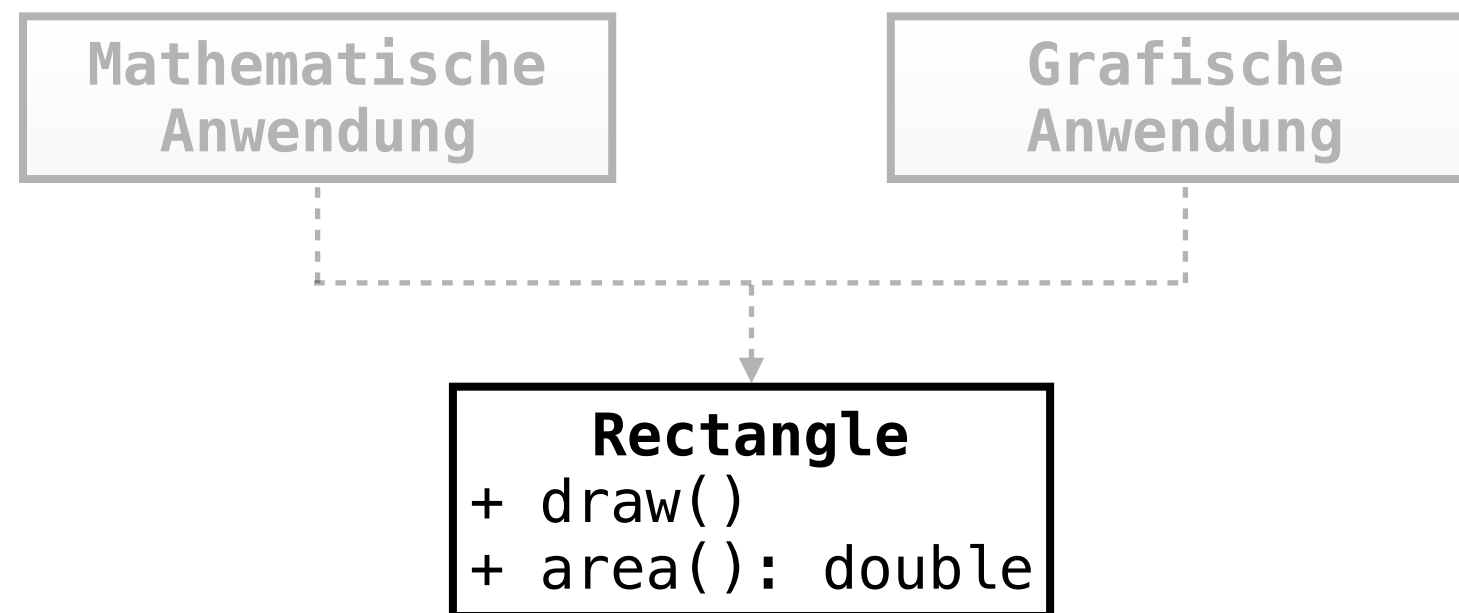 Mathematische
Anwendung
Grafische
Anwendung
Rectangle
+ draw()
+ area(): double